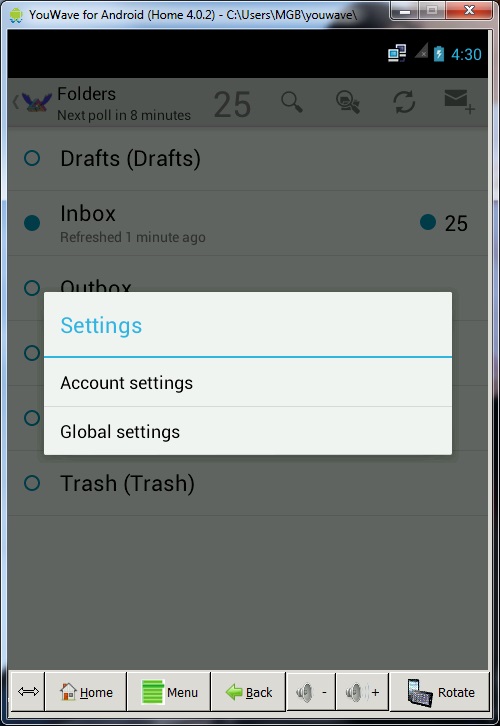 YouWave for Android (Home 4.0.2) - C:\Users\MGB\youwave\
4:30
Folders
Next poll in 8 minutes
25
Drafts (Drafts)
Inbox
Refreshed 1 minute ago
25
Outbox
Settings
Account settings
Global settings
Trash (Trash)
Home
Menu
Back
-
+
Rotate